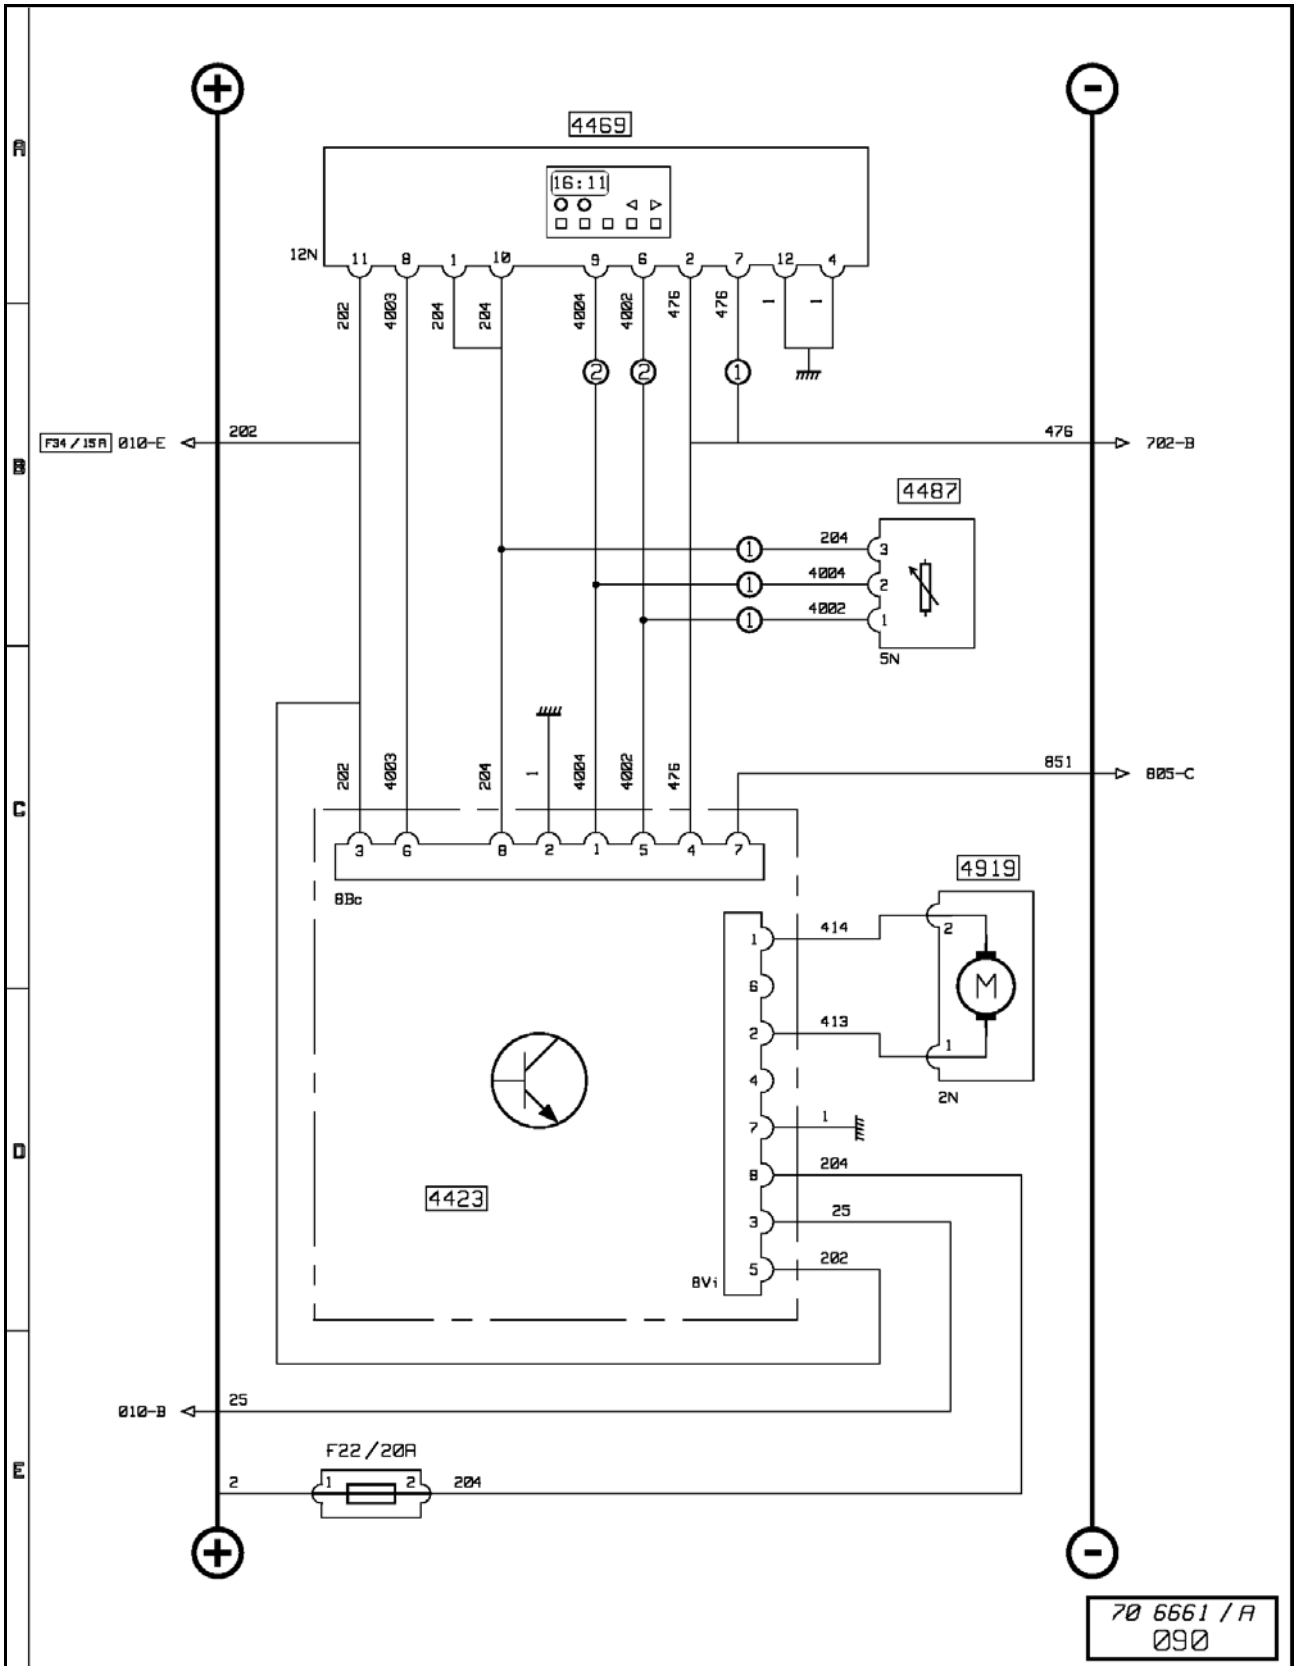 + -
4469
A
16:11
12N 11 8 1 10 9 6 2 7 12 4
202 4003 204 204 4004 4002 476 476 1 1
2 2 1
F34/15A 010-E 202 476 702-B
B
4487
1 204 3
1 4004 2
1 4002 1
5N
202 4003 204 1 4004 4002 476 851 805-C
C
3 6 8 2 1 5 4 7
8Bc
4919
1 414 2
6
M
2 413 1
4 2N
7 1
D
8 204
4423
3 25
8Vi 5 202
010-B 25
F22/20A
E
2 1 2 204
+ -
70 6661 / A
090